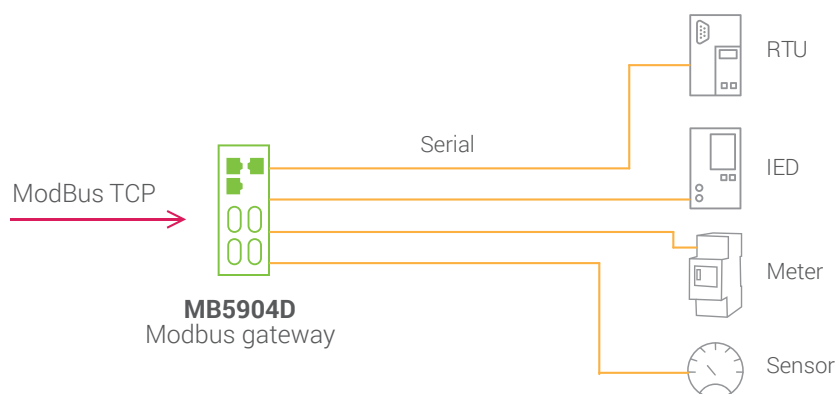 RTU
Serial
IED
ModBus TCP
Meter
MB5904D
Modbus gateway
Sensor